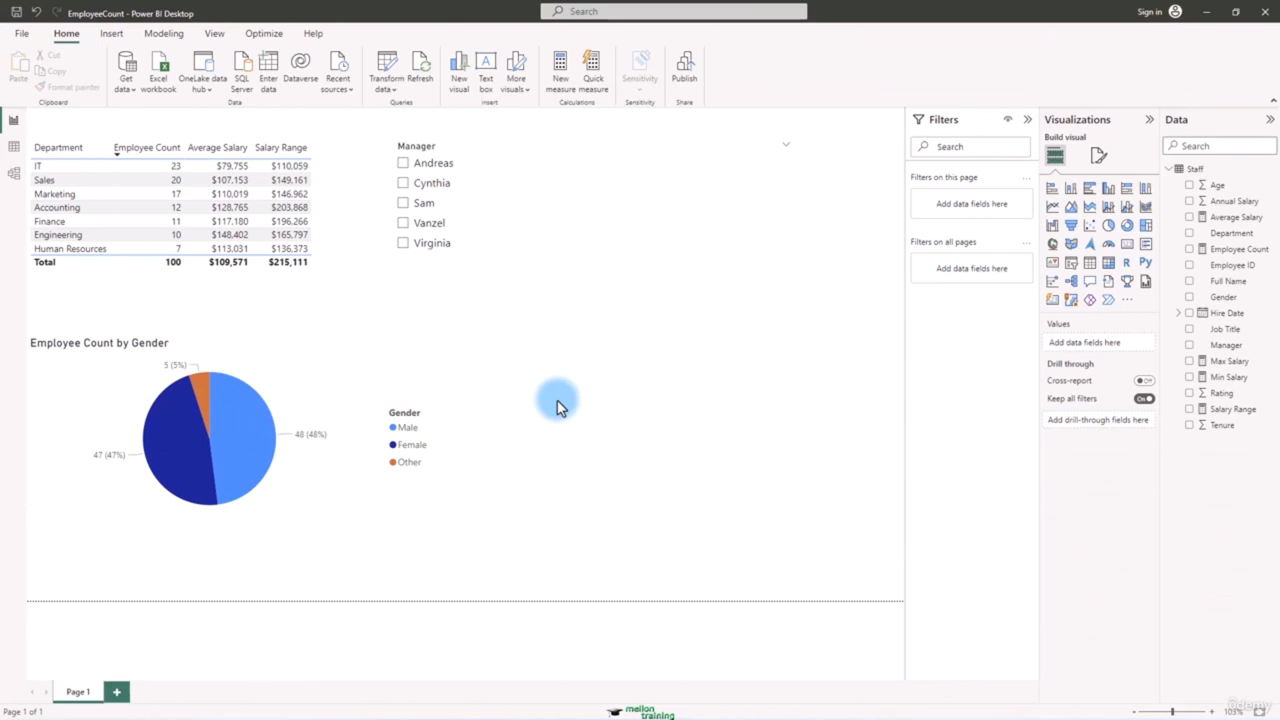 EmployeeCount - Power BI Desktop
Search
Sign in
File Home Insert Modeling View Optimize Help
Paste
Cut
Copy
Format painter
Clipboard
Get data
Excel workbook
OneLake data hub
SQL Server
Enter data
Dataverse
Recent sources
Data
Transform data
Refresh
Queries
New visual
Text box
More visuals
Insert
New measure
Quick measure
Calculations
Sensitivity
Sensitivity
Publish
Share
Department Employee Count Average Salary Salary Range
IT 23 $79,755 $110,059
Sales 20 $107,153 $149,161
Marketing 17 $110,019 $146,962
Accounting 12 $128,765 $203,868
Finance 11 $117,180 $196,266
Engineering 10 $148,402 $165,797
Human Resources 7 $113,031 $136,373
Total 100 $109,571 $215,111
Manager
Andreas
Cynthia
Sam
Vanzel
Virginia
Employee Count by Gender
5 (5%)
48 (48%)
47 (47%)
Gender
Male
Female
Other
Filters
Search
Filters on this page
Add data fields here
Filters on all pages
Add data fields here
Visualizations
Build visual
R Py
Values
Add data fields here
Drill through
Cross-report
Off
Keep all filters
On
Add drill-through fields here
Data
Search
Staff
Age
Annual Salary
Average Salary
Department
Employee Count
Employee ID
Full Name
Gender
Hire Date
Job Title
Manager
Max Salary
Min Salary
Rating
Salary Range
Tenure
Page 1
Page 1 of 1
mellon training
103%
ûdemy